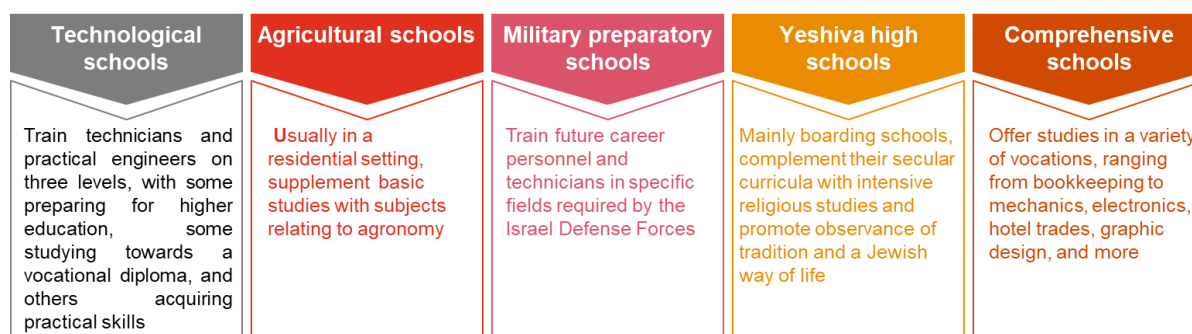 Technological
schools
Train technicians and
practical engineers on
three levels, with some
preparing for higher
education, some
studying towards a
vocational diploma, and
others acquiring
practical skills
Agricultural schools
Usually in a
residential setting,
supplement basic
studies with subjects
relating to agronomy
Military preparatory
schools
Train future career
personnel and
technicians in specific
fields required by the
Israel Defense Forces
Yeshiva high
schools
Mainly boarding schools,
complement their secular
curricula with intensive
religious studies and
promote observance of
tradition and a Jewish
way of life
Comprehensive
schools
Offer studies in a variety
of vocations, ranging
from bookkeeping to
mechanics, electronics,
hotel trades, graphic
design, and more